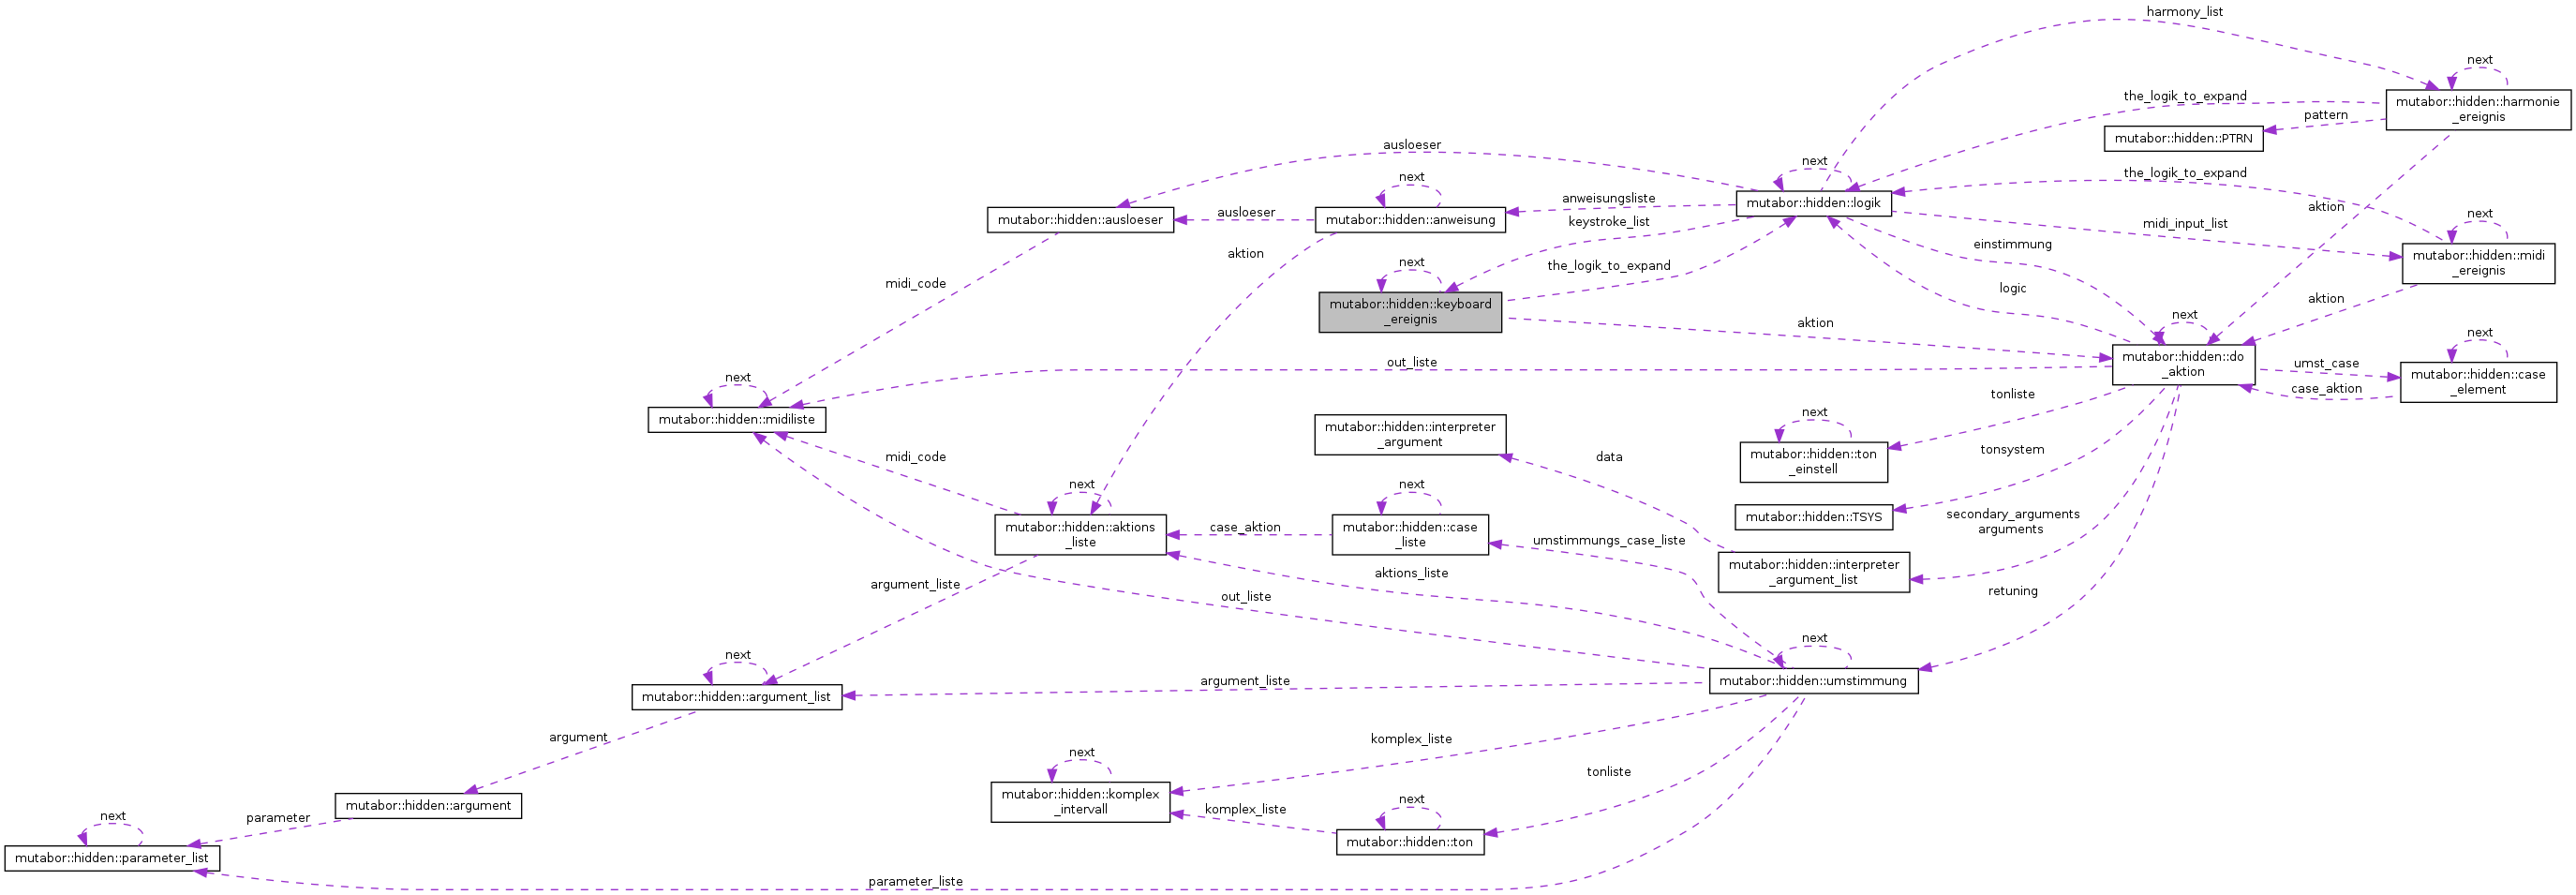 harmony_list
next
mutabor::hidden::harmonie
_ereignis
the_logik_to_expand
pattern
mutabor::hidden::PTRN
ausloeser
next
next
the_logik_to_expand
mutabor::hidden::logik
anweisungsliste
mutabor::hidden::anweisung
ausloeser
mutabor::hidden::ausloeser
keystroke_list
aktion
midi_input_list
next
mutabor::hidden::midi
_ereignis
einstimmung
aktion
next
the_logik_to_expand
midi_code
logic
aktion
mutabor::hidden::keyboard
_ereignis
aktion
next
next
mutabor::hidden::do
_aktion
out_liste
umst_case
mutabor::hidden::case
_element
case_aktion
next
mutabor::hidden::midiliste
tonliste
next
mutabor::hidden::ton
_einstell
mutabor::hidden::interpreter
_argument
data
tonsystem
midi_code
next
next
mutabor::hidden::aktions
_liste
case_aktion
mutabor::hidden::case
_liste
mutabor::hidden::TSYS
secondary_arguments
arguments
umstimmungs_case_liste
mutabor::hidden::interpreter
_argument_list
aktions_liste
argument_liste
out_liste
retuning
next
next
mutabor::hidden::umstimmung
argument_liste
mutabor::hidden::argument_list
argument
komplex_liste
next
tonliste
mutabor::hidden::komplex
_intervall
next
komplex_liste
mutabor::hidden::ton
mutabor::hidden::argument
parameter
next
mutabor::hidden::parameter_list
parameter_liste